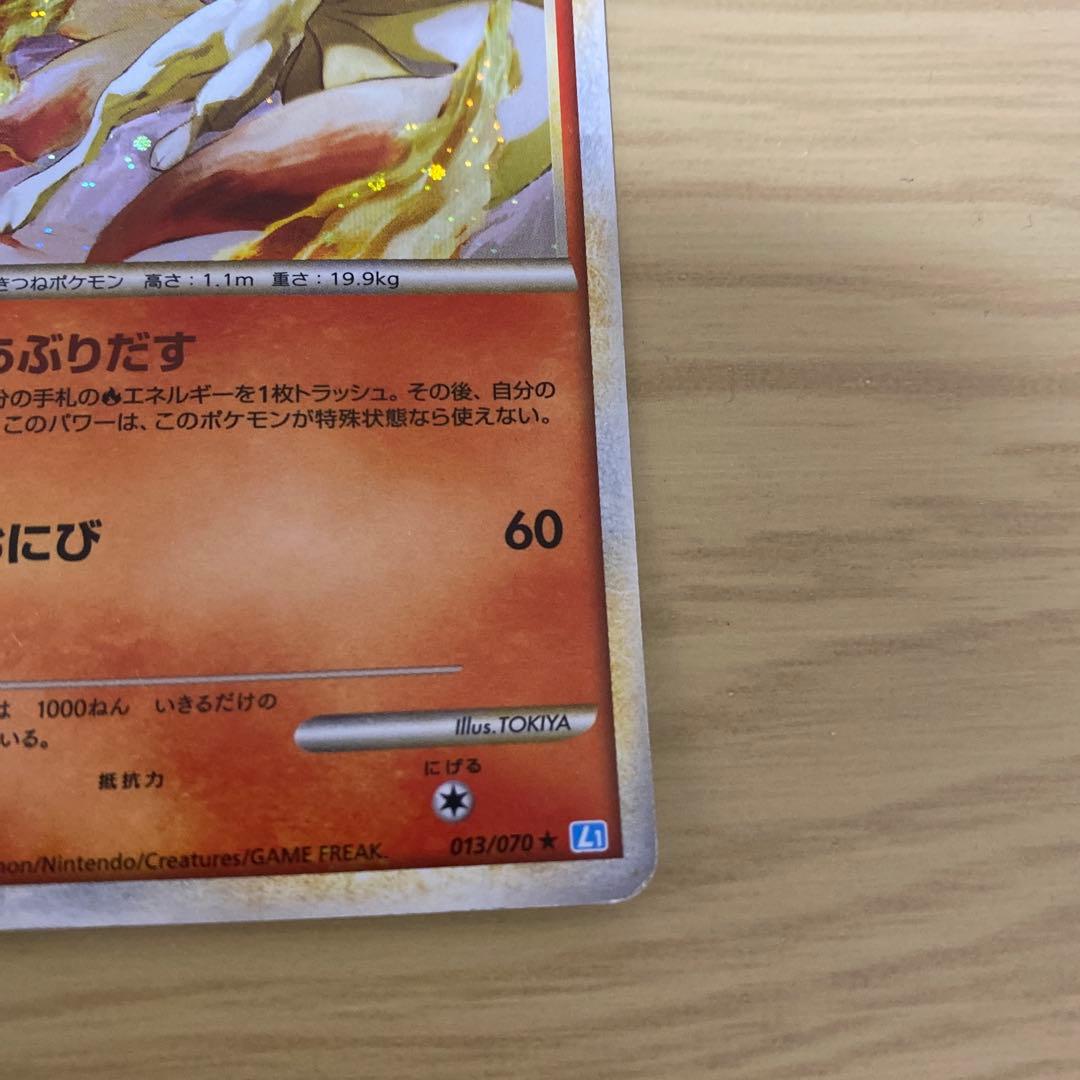 きつねポケモン 高さ：1.1m 重さ：19.9kg
ぶりだす
の手札の エネルギーを1枚トラッシュ。その後、自分の
このパワーは、このポケモンが特殊状態なら使えない。
にび 60
は 1000ねん いきるだけの
いる。
Illus. TOKIYA
抵抗力 にげる
013/070 ★ L1
mon/Nintendo/Creatures/GAME FREAK.